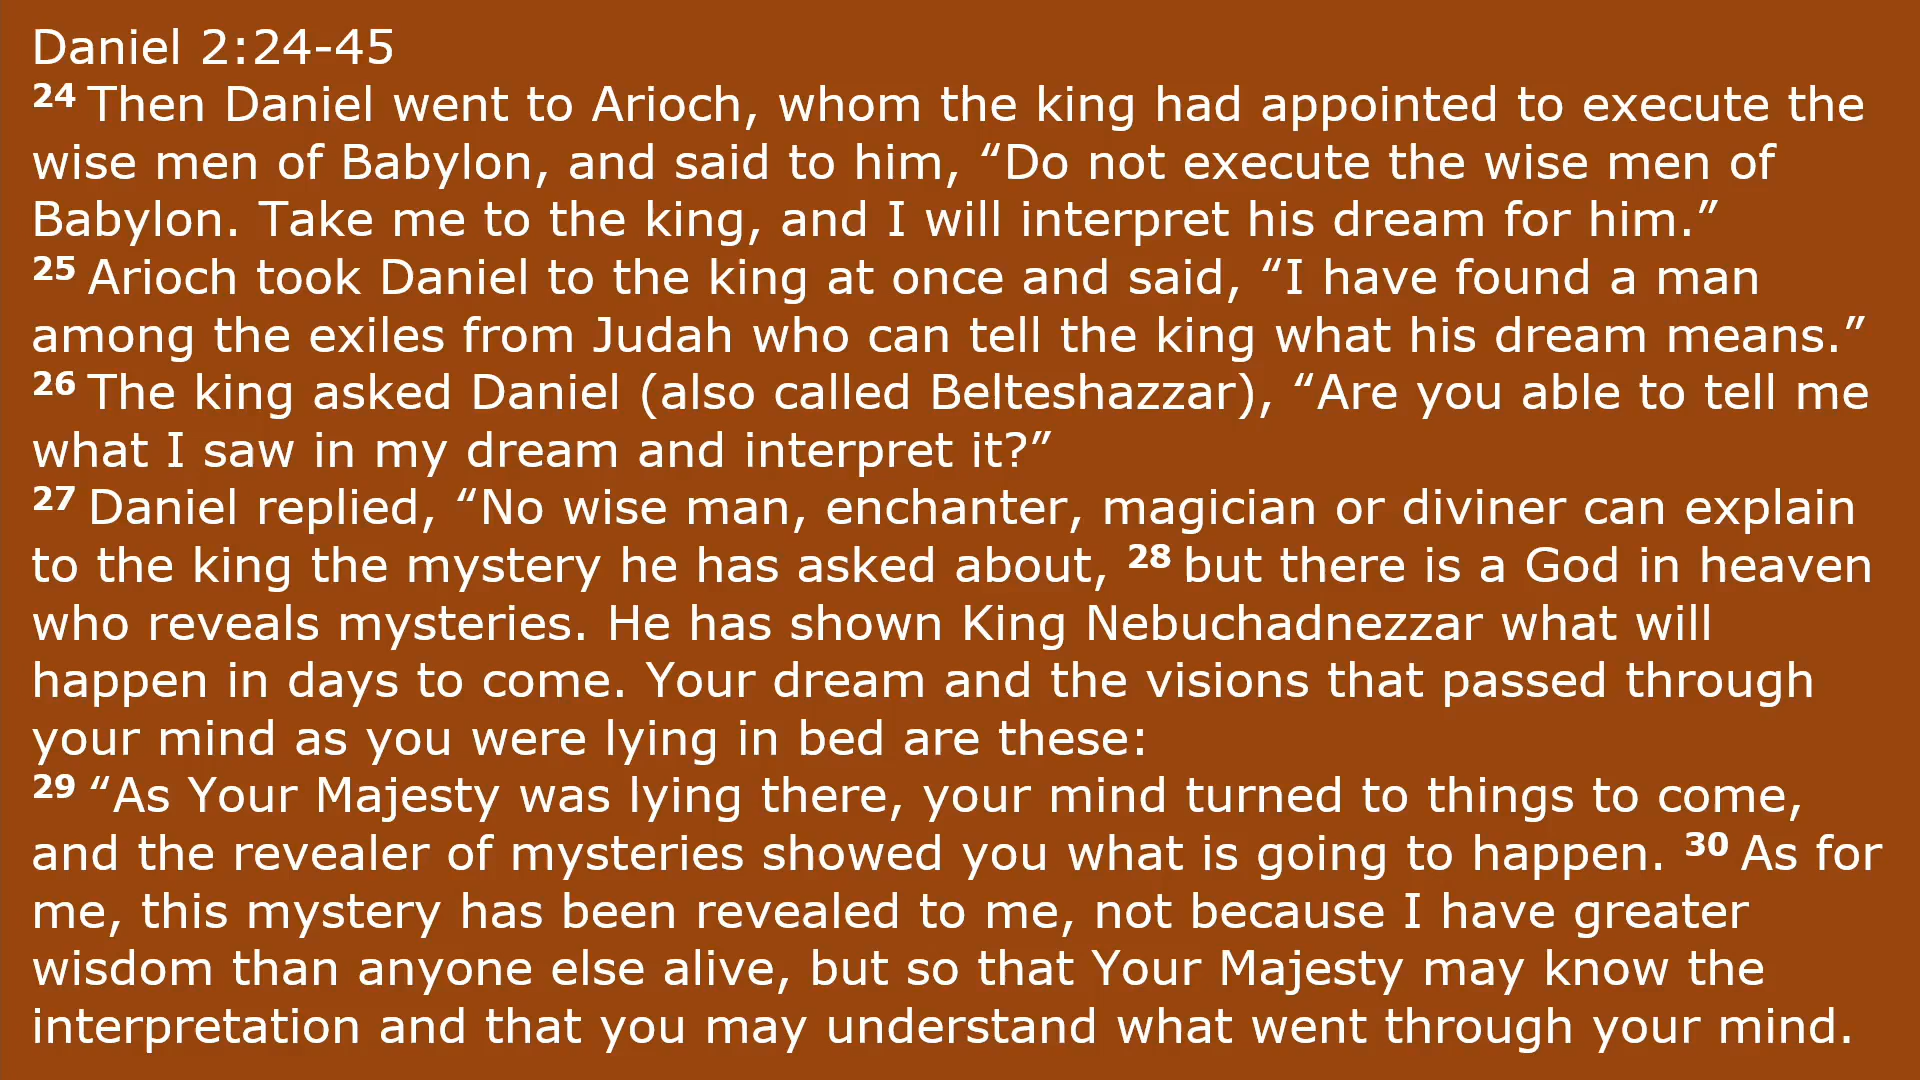 Daniel 2:24-45
24 Then Daniel went to Arioch, whom the king had appointed to execute the
wise men of Babylon, and said to him, “Do not execute the wise men of
Babylon. Take me to the king, and I will interpret his dream for him.”
25 Arioch took Daniel to the king at once and said, “I have found a man
among the exiles from Judah who can tell the king what his dream means.”
26 The king asked Daniel (also called Belteshazzar), “Are you able to tell me
what I saw in my dream and interpret it?”
27 Daniel replied, “No wise man, enchanter, magician or diviner can explain
to the king the mystery he has asked about, 28 but there is a God in heaven
who reveals mysteries. He has shown King Nebuchadnezzar what will
happen in days to come. Your dream and the visions that passed through
your mind as you were lying in bed are these:
29 “As Your Majesty was lying there, your mind turned to things to come,
and the revealer of mysteries showed you what is going to happen. 30 As for
me, this mystery has been revealed to me, not because I have greater
wisdom than anyone else alive, but so that Your Majesty may know the
interpretation and that you may understand what went through your mind.